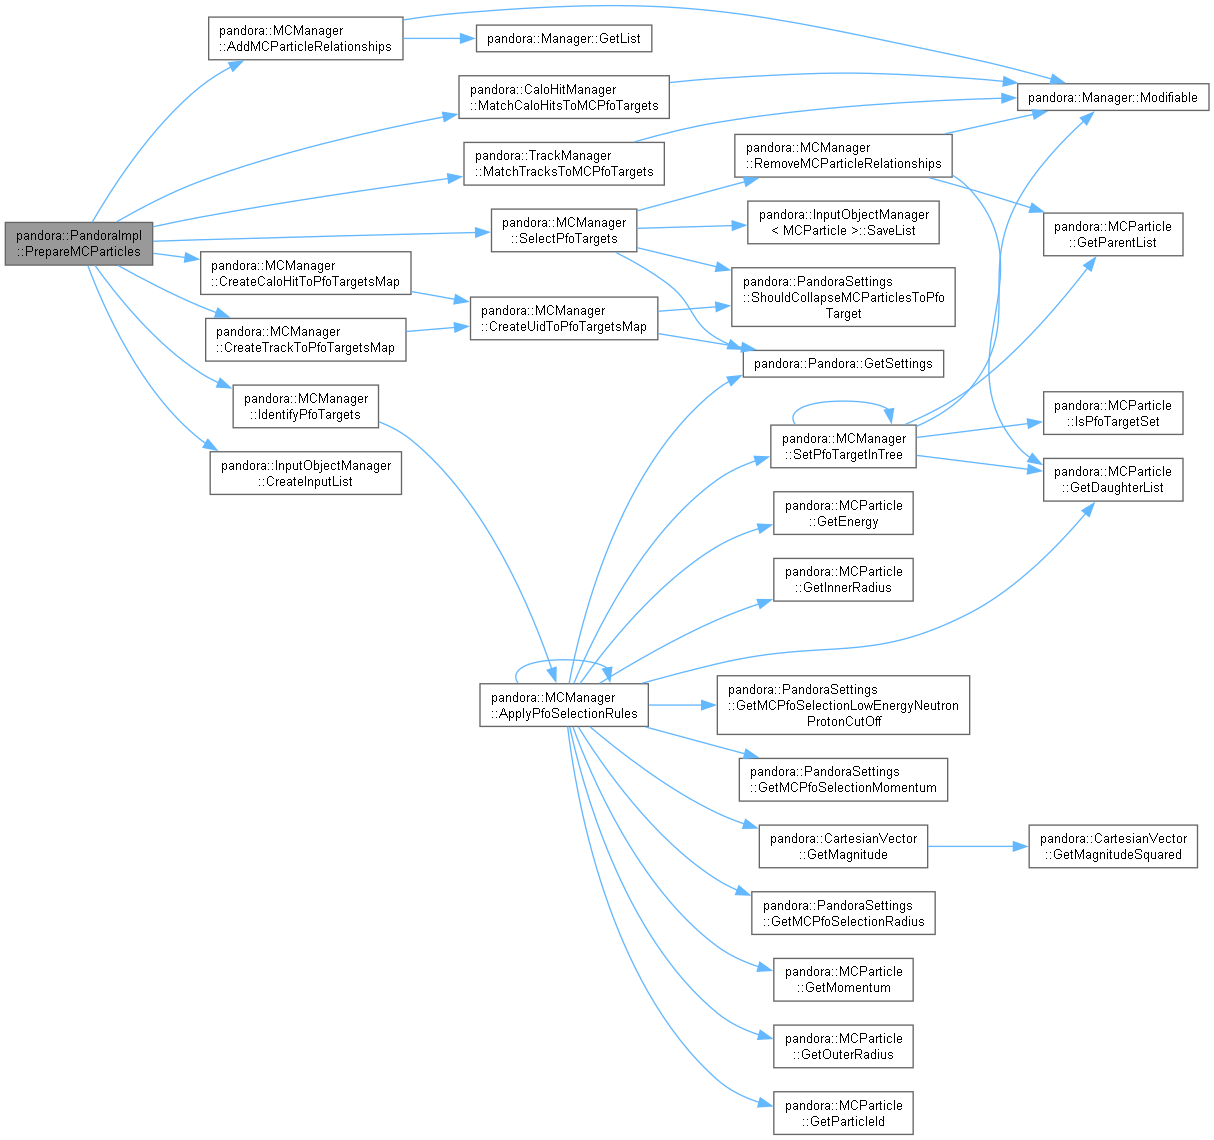 pandora::MCManager
::AddMCParticleRelationships
pandora::Manager::GetList
pandora::CaloHitManager
::MatchCaloHitsToMCPfoTargets
pandora::Manager::Modifiable
pandora::TrackManager
::MatchTracksToMCPfoTargets
pandora::MCManager
::RemoveMCParticleRelationships
pandora::PandoraImpl
::PrepareMCParticles
pandora::MCManager
::SelectPfoTargets
pandora::InputObjectManager
< MCParticle >::SaveList
pandora::MCParticle
::GetParentList
pandora::MCManager
::CreateCaloHitToPfoTargetsMap
pandora::PandoraSettings
::ShouldCollapseMCParticlesToPfo
Target
pandora::MCManager
::CreateUidToPfoTargetsMap
pandora::MCManager
::CreateTrackToPfoTargetsMap
pandora::Pandora::GetSettings
pandora::MCManager
::IdentifyPfoTargets
pandora::MCParticle
::IsPfoTargetSet
pandora::MCManager
::SetPfoTargetInTree
pandora::InputObjectManager
::CreateInputList
pandora::MCParticle
::GetDaughterList
pandora::MCParticle
::GetEnergy
pandora::MCParticle
::GetInnerRadius
pandora::MCManager
::ApplyPfoSelectionRules
pandora::PandoraSettings
::GetMCPfoSelectionLowEnergyNeutron
ProtonCutOff
pandora::PandoraSettings
::GetMCPfoSelectionMomentum
pandora::CartesianVector
::GetMagnitude
pandora::CartesianVector
::GetMagnitudeSquared
pandora::PandoraSettings
::GetMCPfoSelectionRadius
pandora::MCParticle
::GetMomentum
pandora::MCParticle
::GetOuterRadius
pandora::MCParticle
::GetParticleId